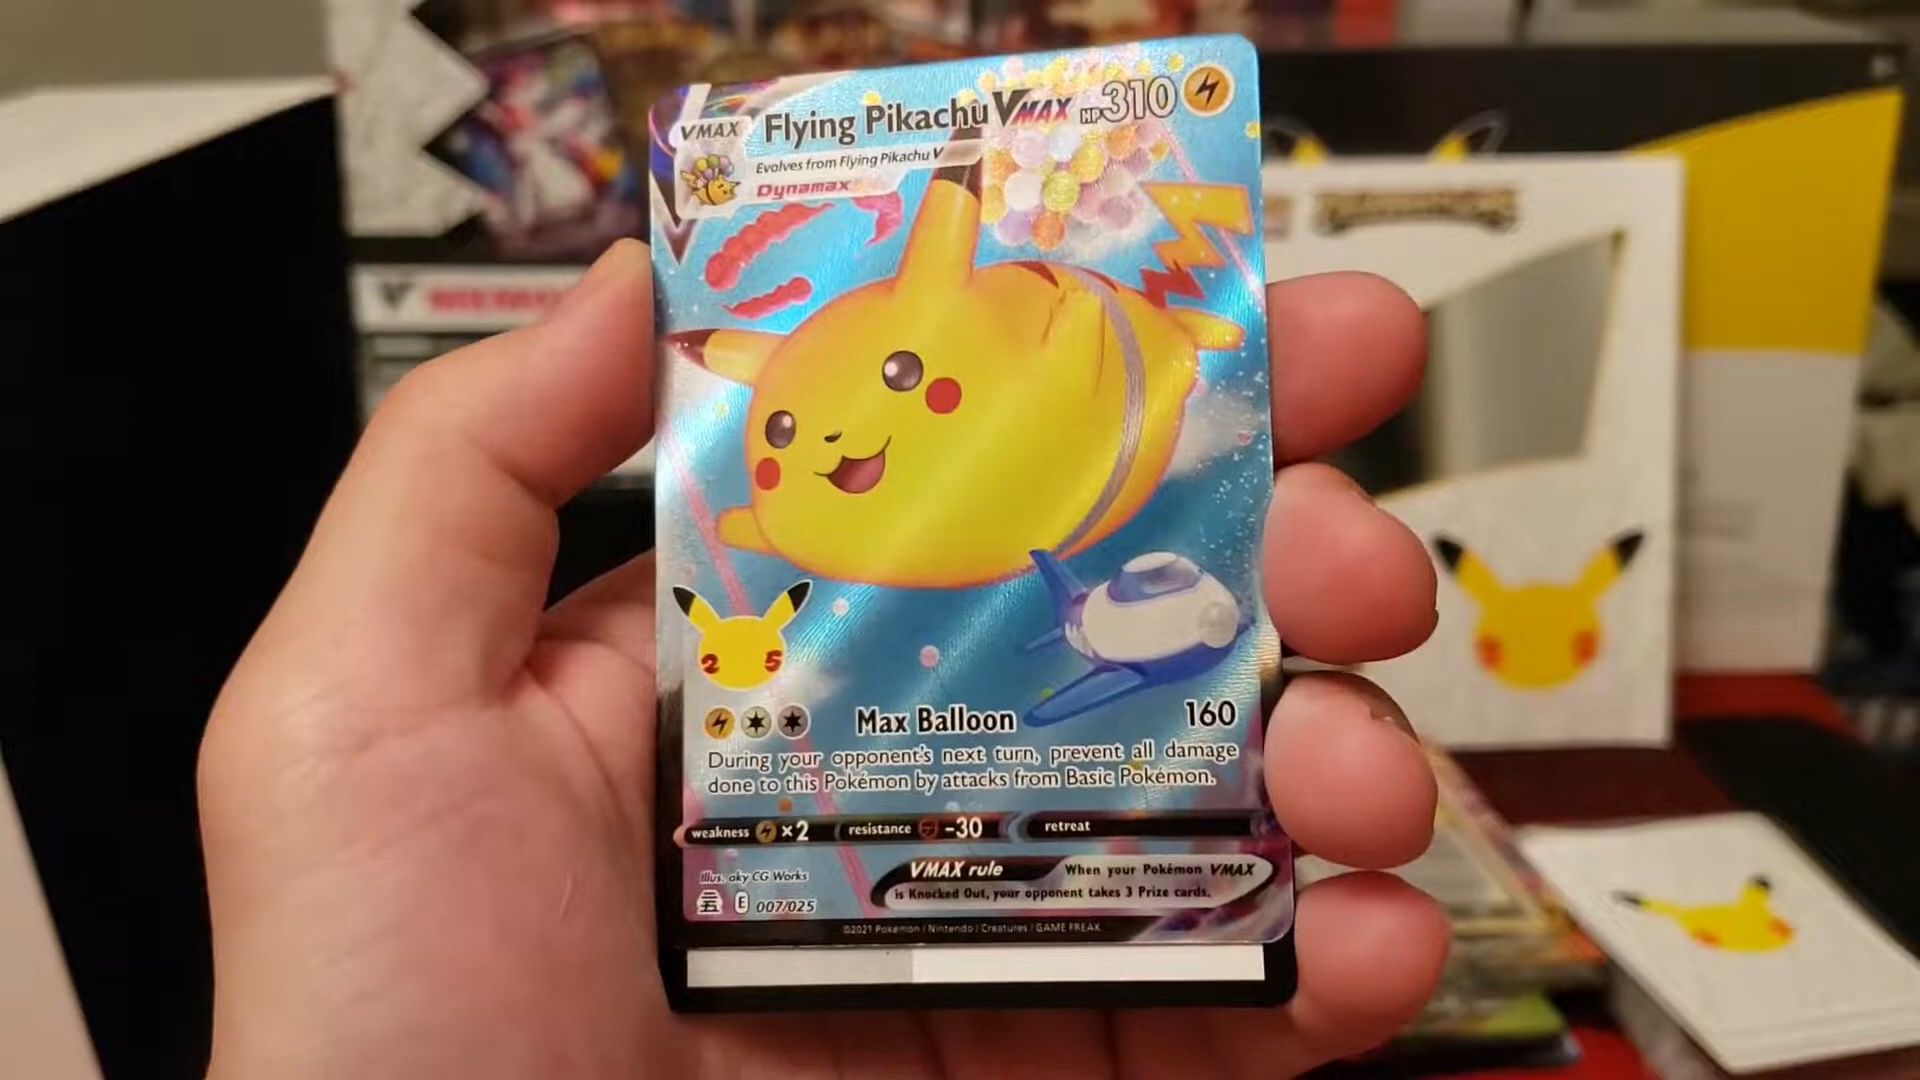 VMAX Flying Pikachu VMAX HP 310
Evolves from Flying Pikachu V
Dynamax
25
Max Balloon 160
During your opponent's next turn, prevent all damage
done to this Pokémon by attacks from Basic Pokémon.
weakness ×2 resistance -30 retreat
Illus. aky CG Works
VMAX rule When your Pokémon VMAX
is Knocked Out, your opponent takes 3 Prize cards.
E 007/025
©2021 Pokémon / Nintendo / Creatures / GAME FREAK